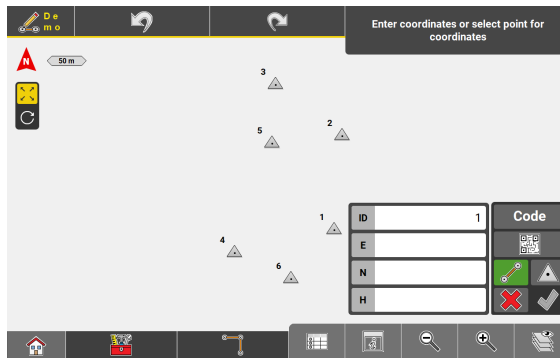 De
mo
Enter coordinates or select point for
coordinates
N
50 m
3
2
5
1
4
6
ID 1
E
N
H
Code